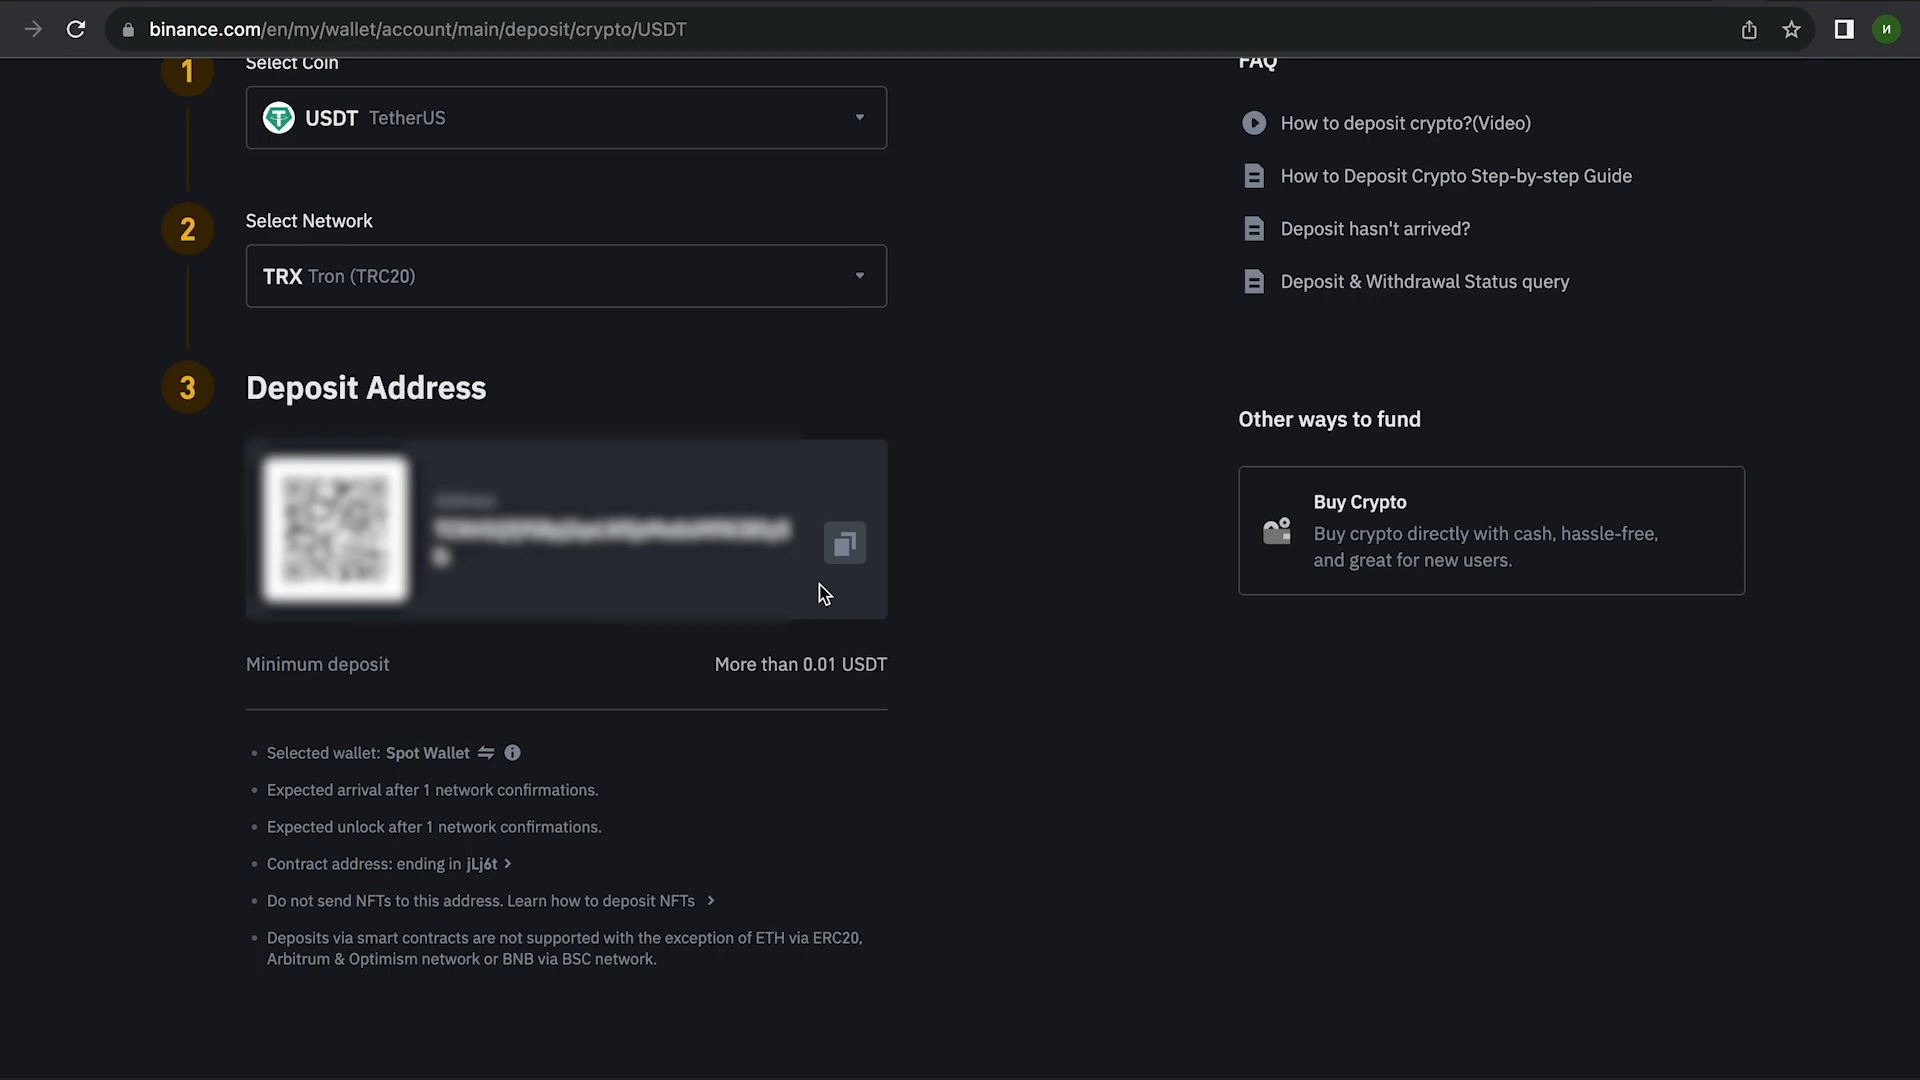 binance.com/en/my/wallet/account/main/deposit/crypto/USDT
И
1
Select Coin
USDT TetherUS
2
Select Network
TRX Tron (TRC20)
3
Deposit Address
Minimum deposit
More than 0.01 USDT
• Selected wallet: Spot Wallet
• Expected arrival after 1 network confirmations.
• Expected unlock after 1 network confirmations.
• Contract address: ending in jLj6t >
• Do not send NFTs to this address. Learn how to deposit NFTs >
• Deposits via smart contracts are not supported with the exception of ETH via ERC20,
Arbitrum & Optimism network or BNB via BSC network.
FAQ
How to deposit crypto?(Video)
How to Deposit Crypto Step-by-step Guide
Deposit hasn't arrived?
Deposit & Withdrawal Status query
Other ways to fund
Buy Crypto
Buy crypto directly with cash, hassle-free,
and great for new users.